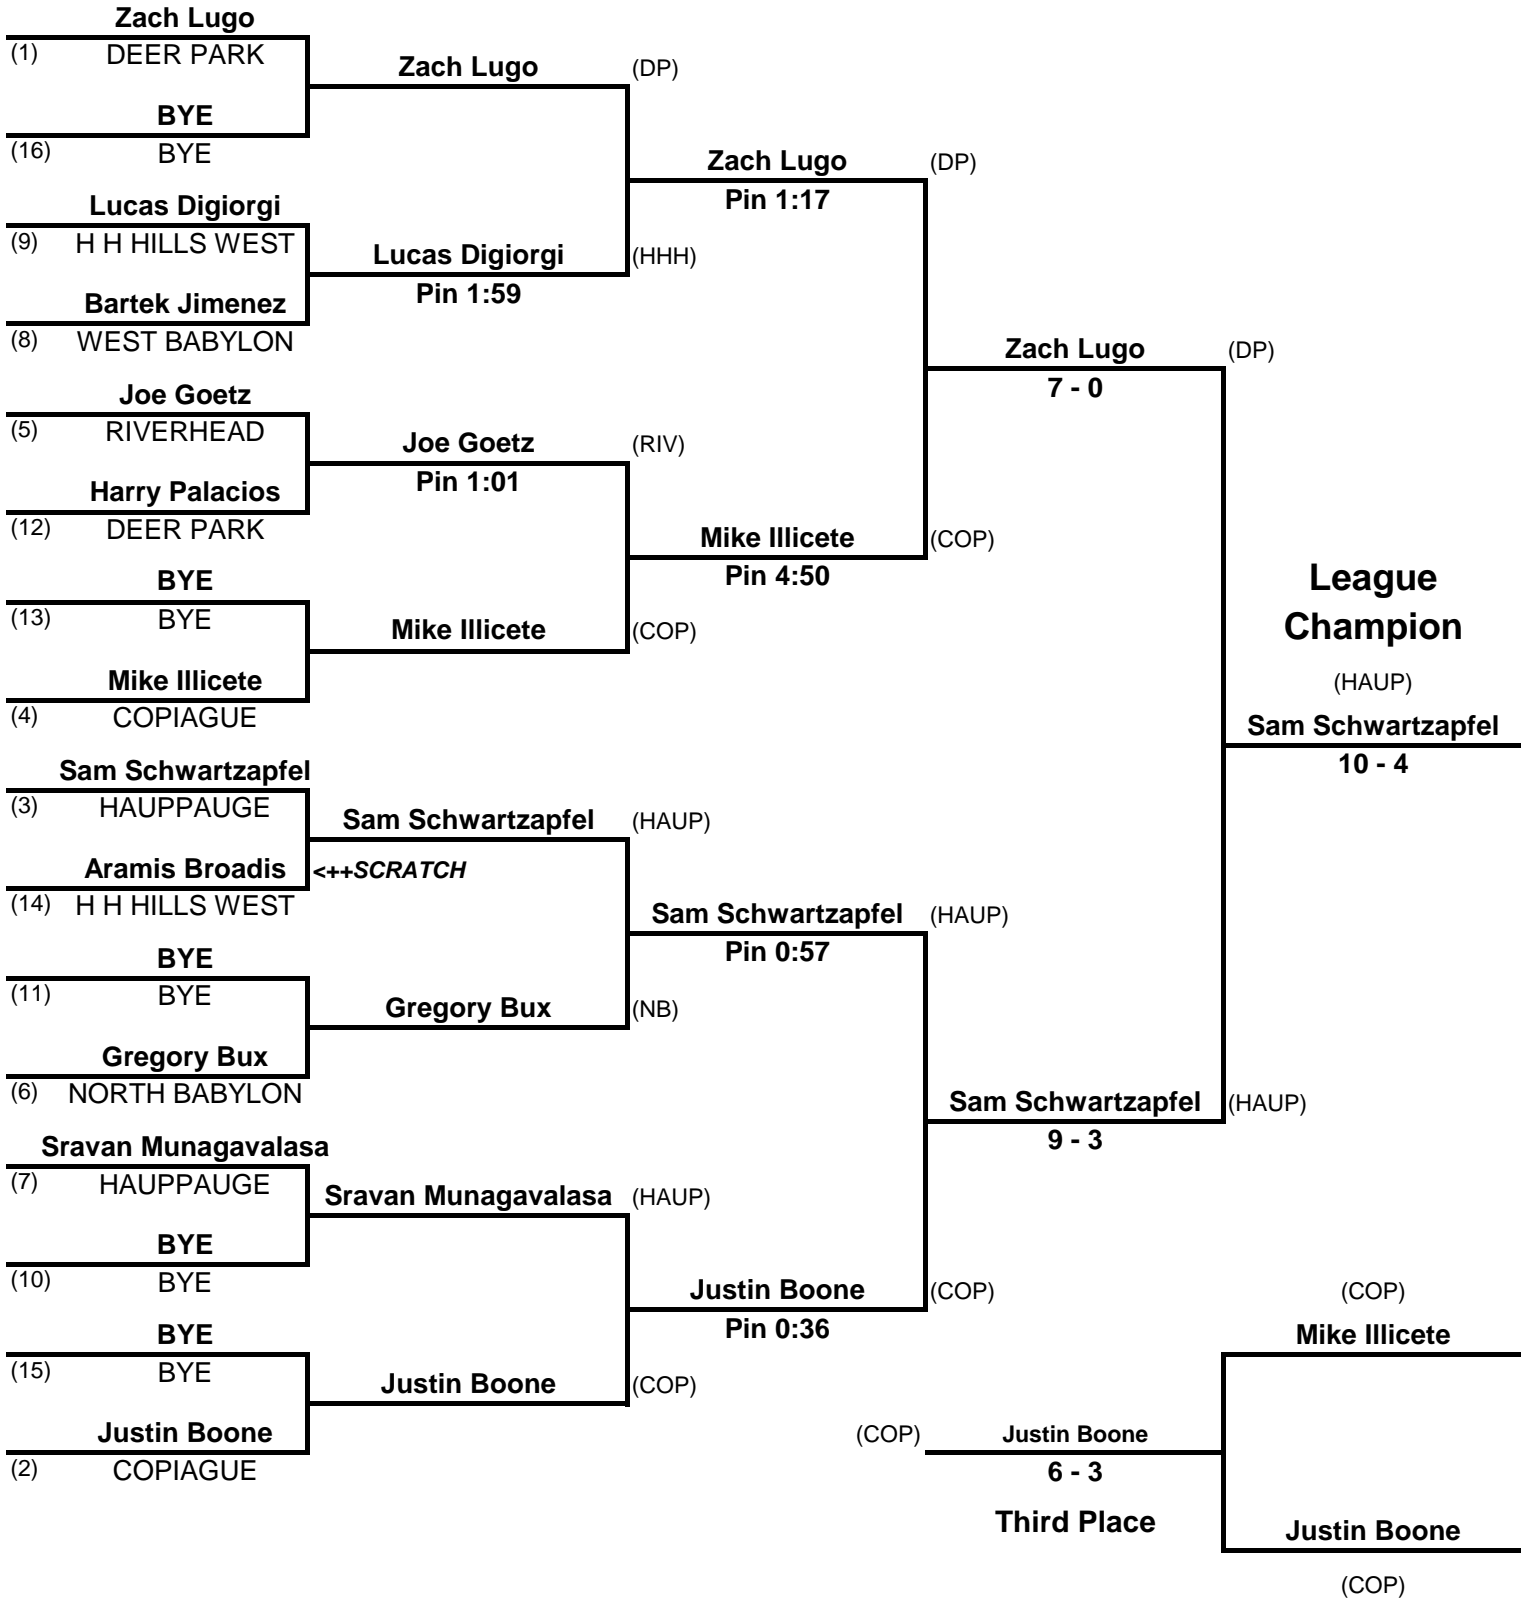 Zach Lugo
(1) DEER PARK
Zach Lugo (DP)
BYE
(16) BYE
Zach Lugo (DP)
Pin 1:17
Lucas Digiorgi
(9) H H HILLS WEST
Lucas Digiorgi (HHH)
Pin 1:59
Bartek Jimenez
(8) WEST BABYLON
Zach Lugo (DP)
7 - 0
Joe Goetz
(5) RIVERHEAD
Joe Goetz (RIV)
Pin 1:01
Harry Palacios
(12) DEER PARK
Mike Illicete (COP)
Pin 4:50
BYE
(13) BYE
Mike Illicete (COP)
Mike Illicete
(4) COPIAGUE
League
Champion
(HAUP)
Sam Schwartzapfel
10 - 4
Sam Schwartzapfel
(3) HAUPPAUGE
Sam Schwartzapfel (HAUP)
Aramis Broadis <++SCRATCH
(14) H H HILLS WEST
Sam Schwartzapfel (HAUP)
Pin 0:57
BYE
(11) BYE
Gregory Bux (NB)
Gregory Bux
(6) NORTH BABYLON
Sam Schwartzapfel (HAUP)
9 - 3
Sravan Munagavalasa
(7) HAUPPAUGE
Sravan Munagavalasa (HAUP)
BYE
(10) BYE
Justin Boone (COP)
Pin 0:36
BYE
(15) BYE
Justin Boone (COP)
Justin Boone
(2) COPIAGUE
(COP)
Mike Illicete
(COP) Justin Boone
6 - 3
Third Place
Justin Boone
(COP)